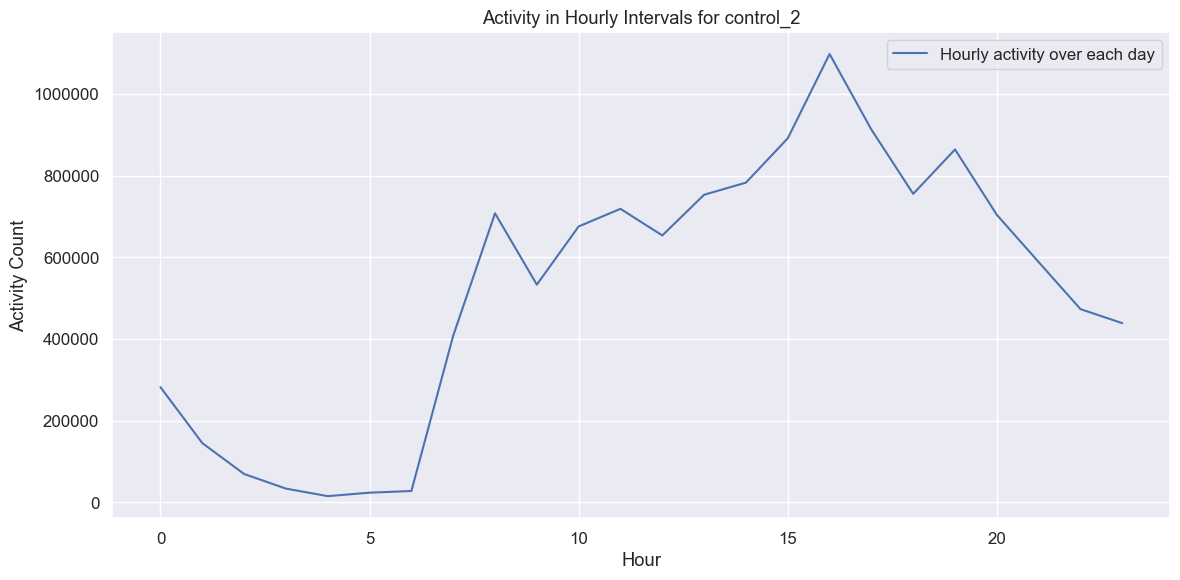 Activity in Hourly Intervals for control_2
Hourly activity over each day
1000000
800000
600000
400000
200000
0
Activity Count
0 5 10 15 20
Hour